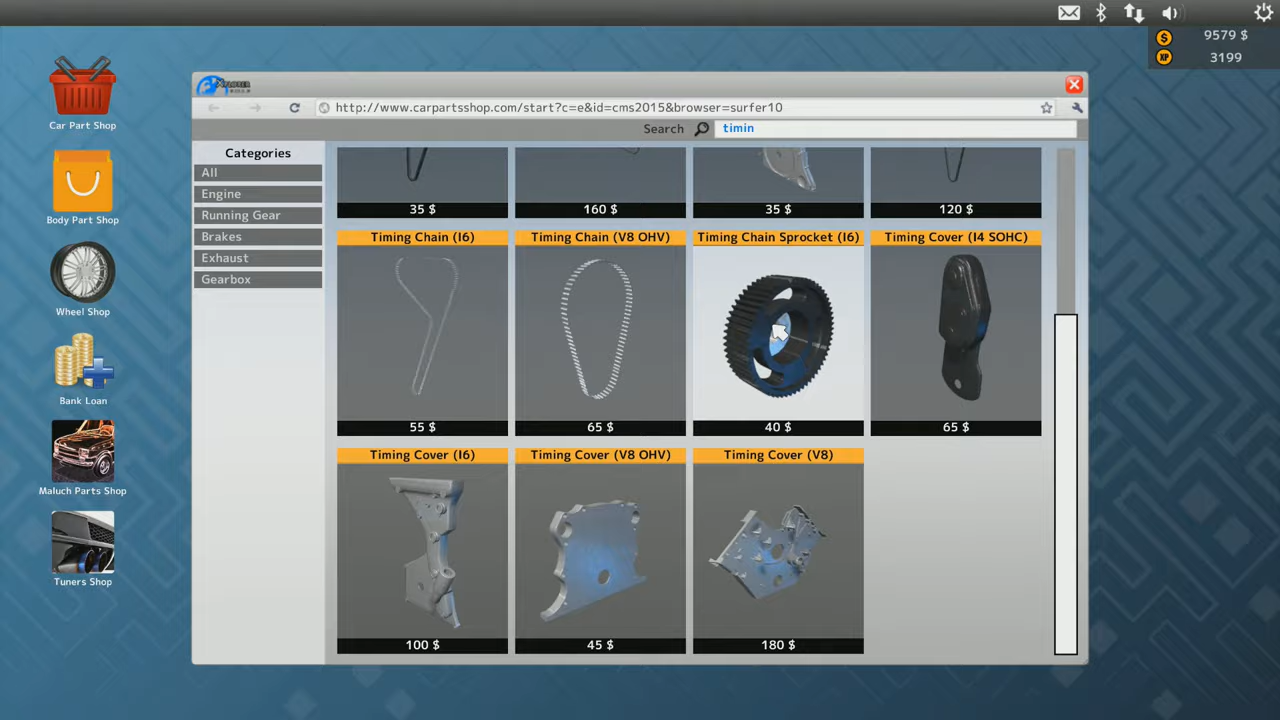 9579 $
3199
Car Part Shop
Body Part Shop
Wheel Shop
Bank Loan
Maluch Parts Shop
Tuners Shop
http://www.carpartsshop.com/start?c=e&id=cms2015&browser=surfer10
Search timin
Categories
All
Engine
Running Gear
Brakes
Exhaust
Gearbox
35 $ 160 $ 35 $ 120 $
Timing Chain (I6) Timing Chain (V8 OHV) Timing Chain Sprocket (I6) Timing Cover (I4 SOHC)
55 $ 65 $ 40 $ 65 $
Timing Cover (I6) Timing Cover (V8 OHV) Timing Cover (V8)
100 $ 45 $ 180 $